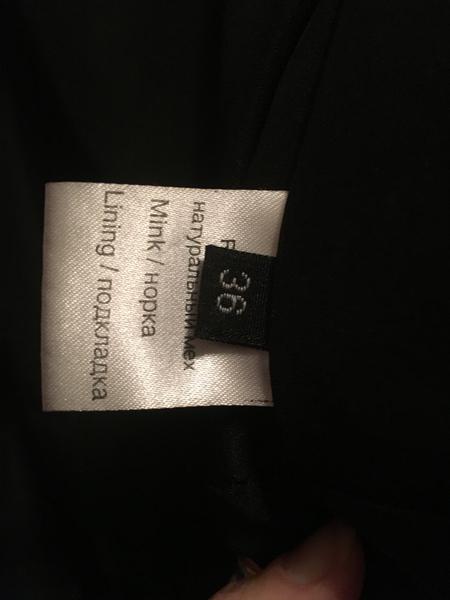 36
натуральный мех
Mink / норка
Lining / подкладка